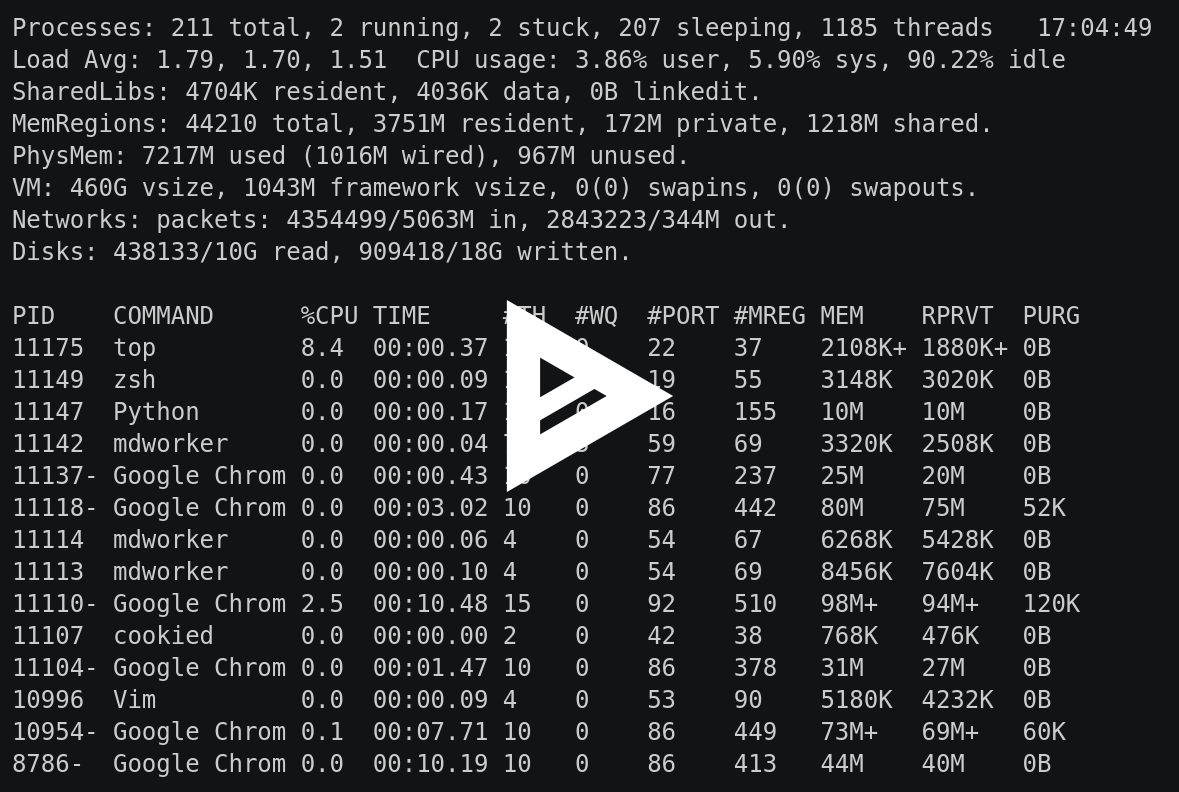 Processes: 211 total, 2 running, 2 stuck, 207 sleeping, 1185 threads   17:04:49
Load Avg: 1.79, 1.70, 1.51  CPU usage: 3.86% user, 5.90% sys, 90.22% idle
SharedLibs: 4704K resident, 4036K data, 0B linkedit.
MemRegions: 44210 total, 3751M resident, 172M private, 1218M shared.
PhysMem: 7217M used (1016M wired), 967M unused.
VM: 460G vsize, 1043M framework vsize, 0(0) swapins, 0(0) swapouts.
Networks: packets: 4354499/5063M in, 2843223/344M out.
Disks: 438133/10G read, 909418/18G written.
PID    COMMAND      %CPU TIME     #TH  #WQ  #PORT #MREG MEM    RPRVT  PURG
11175  top          8.4  00:00.37 22    37    2108K+ 1880K+ 0B
11149  zsh          0.0  00:00.09 19    55    3148K  3020K  0B
11147  Python       0.0  00:00.17 16    155   10M    10M    0B
11142  mdworker     0.0  00:00.04 59    69    3320K  2508K  0B
11137- Google Chrom 0.0  00:00.43 0    77    237   25M    20M    0B
11118- Google Chrom 0.0  00:03.02 10   0    86    442   80M    75M    52K
11114  mdworker     0.0  00:00.06 4    0    54    67    6268K  5428K  0B
11113  mdworker     0.0  00:00.10 4    0    54    69    8456K  7604K  0B
11110- Google Chrom 2.5  00:10.48 15   0    92    510   98M+   94M+   120K
11107  cookied      0.0  00:00.00 2    0    42    38    768K   476K   0B
11104- Google Chrom 0.0  00:01.47 10   0    86    378   31M    27M    0B
10996  Vim          0.0  00:00.09 4    0    53    90    5180K  4232K  0B
10954- Google Chrom 0.1  00:07.71 10   0    86    449   73M+   69M+   60K
8786-  Google Chrom 0.0  00:10.19 10   0    86    413   44M    40M    0B